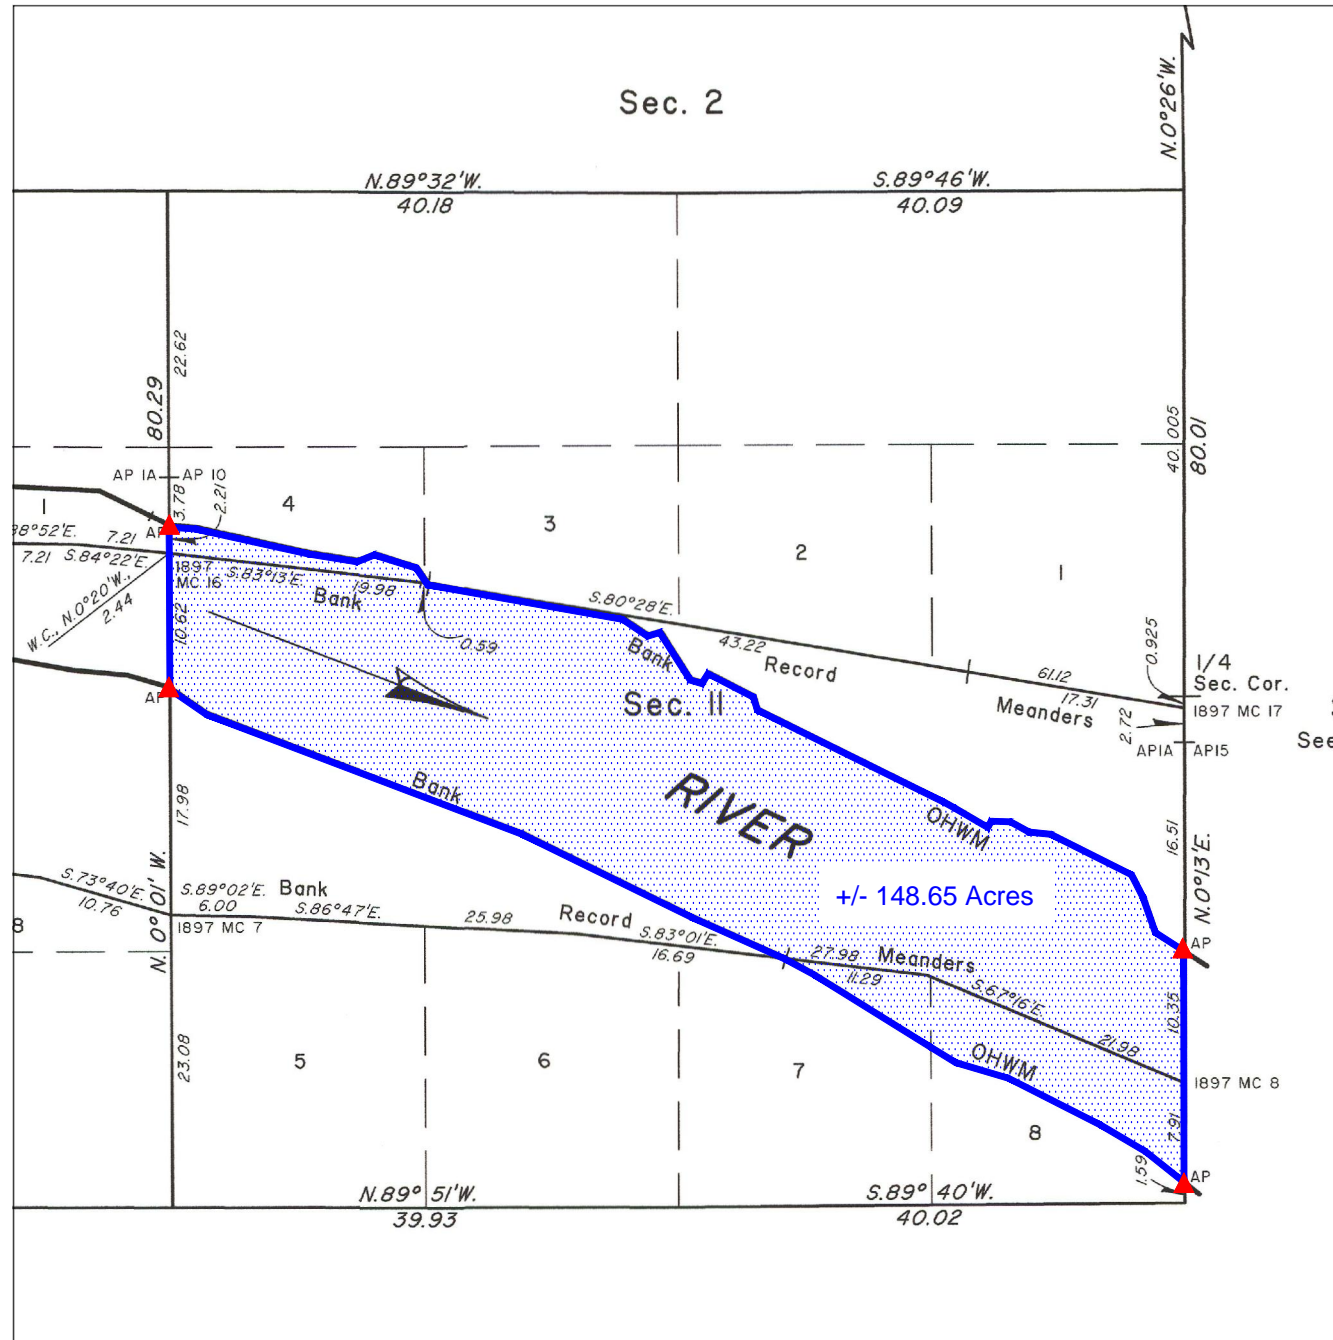 Sec. 2
N.0°26'W.
N.89°32'W.
40.18
S.89°46'W.
40.09
22.62
80.29
40.005
80.01
AP 1A
AP 10
3.78
2.21
4
3
2
1
1
AP
38°52'E.
7.21
7.21
S.84°22'E.
1897
MC 16
S.83°13'E.
19.98
Bank
W.C., N.0°20'W.,
2.44
10.62
0.59
S.80°28'E.
43.22
Bank
Record
61.12
17.31
Meanders
0.925
1/4
Sec. Cor.
1897 MC 17
2.72
AP1A
AP15
See
Sec. 11
AP
Bank
RIVER
OHWM
17.98
16.51
N.0°13'E.
+/- 148.65 Acres
S.73°40'E.
10.76
N. 0°01' W.
S.89°02'E.
Bank
6.00
S.86°47'E.
25.98
Record
S.83°01'E.
16.69
1897 MC 7
8
27.98
Meanders
11.29
S.67°16'E.
21.98
AP
10.35
OHWM
1897 MC 8
23.08
5
6
7
8
7.91
1.59
AP
N.89°51'W.
39.93
S.89°40'W.
40.02